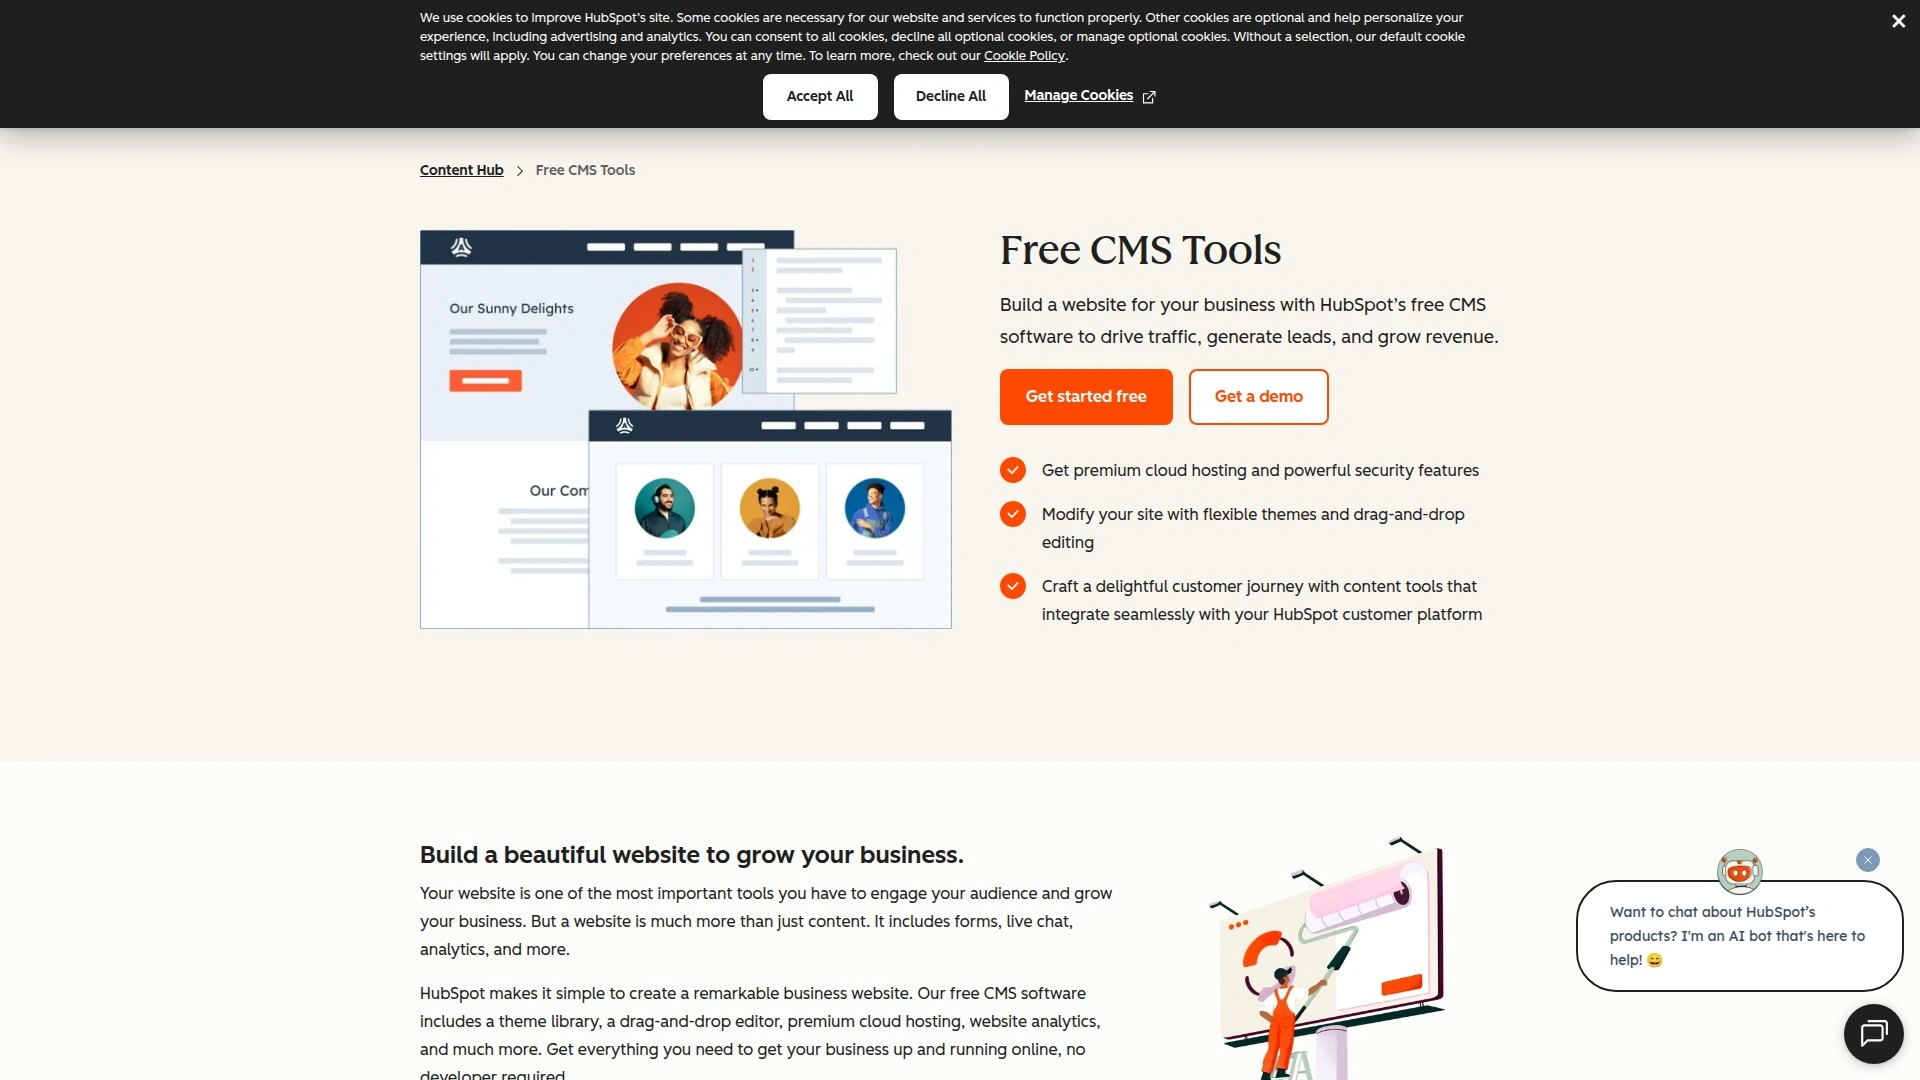 We use cookies to improve HubSpot's site. Some cookies are necessary for our website and services to function properly. Other cookies are optional and help personalize your
experience, including advertising and analytics. You can consent to all cookies, decline all optional cookies, or manage optional cookies. Without a selection, our default cookie
settings will apply. You can change your preferences at any time. To learn more, check out our Cookie Policy.
Accept All
Decline All
Manage Cookies
Content Hub
Free CMS Tools
Our Sunny Delights
Our Com
Free CMS Tools
Build a website for your business with HubSpot's free CMS
software to drive traffic, generate leads, and grow revenue.
Get started free
Get a demo
Get premium cloud hosting and powerful security features
Modify your site with flexible themes and drag-and-drop
editing
Craft a delightful customer journey with content tools that
integrate seamlessly with your HubSpot customer platform
Build a beautiful website to grow your business.
Your website is one of the most important tools you have to engage your audience and grow
your business. But a website is much more than just content. It includes forms, live chat,
analytics, and more.
HubSpot makes it simple to create a remarkable business website. Our free CMS software
includes a theme library, a drag-and-drop editor, premium cloud hosting, website analytics,
and much more. Get everything you need to get your business up and running online, no
developer required.
Want to chat about HubSpot's
products? I'm an AI bot that's here to
help! 😄